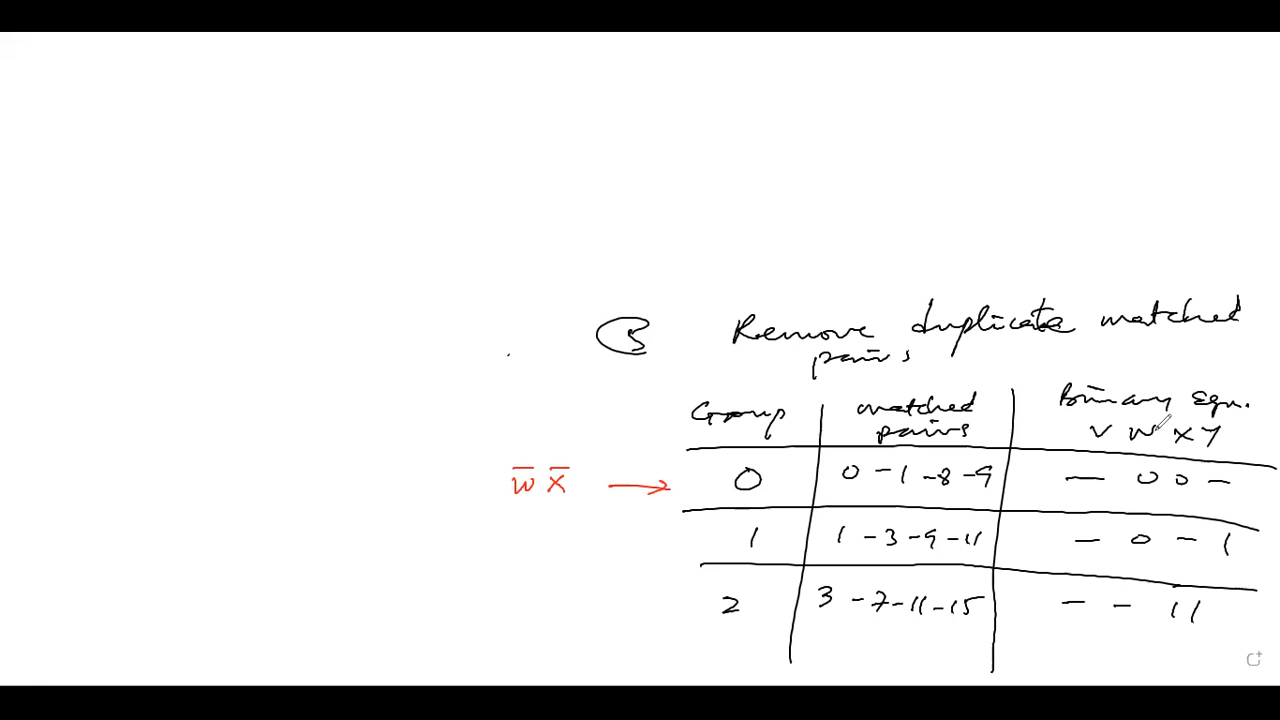 5 Remove duplicate matched
pairs
Group matched pairs Binary Eqn.
V W X Y
w̅ x̅ → 0 0 - 1 - 8 - 9 — 0 0 —
1 1 - 3 - 9 - 11 — 0 — 1
2 3 - 7 - 11 - 15 — — 1 1